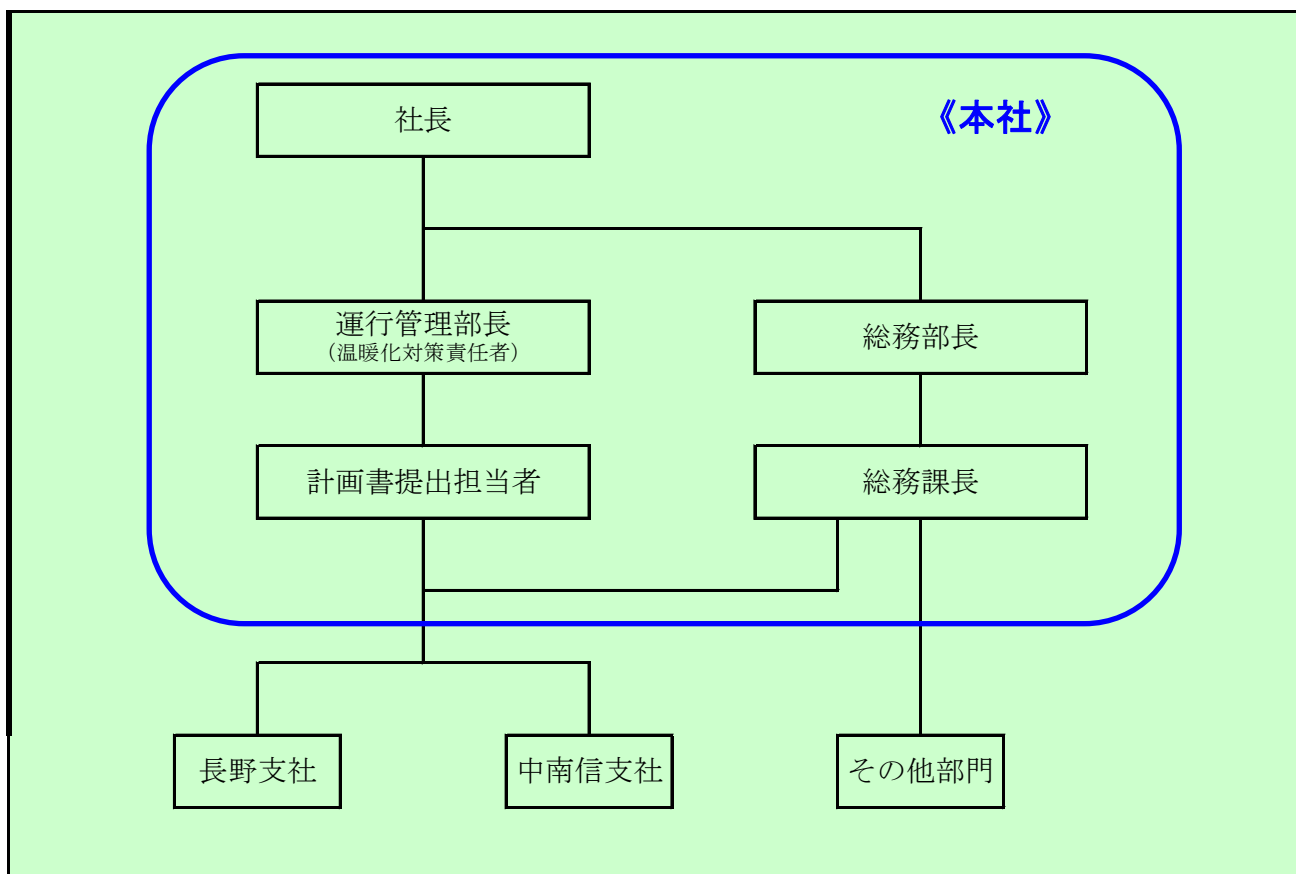 社長
《本社》
運行管理部長
（温暖化対策責任者）
総務部長
計画書提出担当者
総務課長
長野支社
中南信支社
その他部門